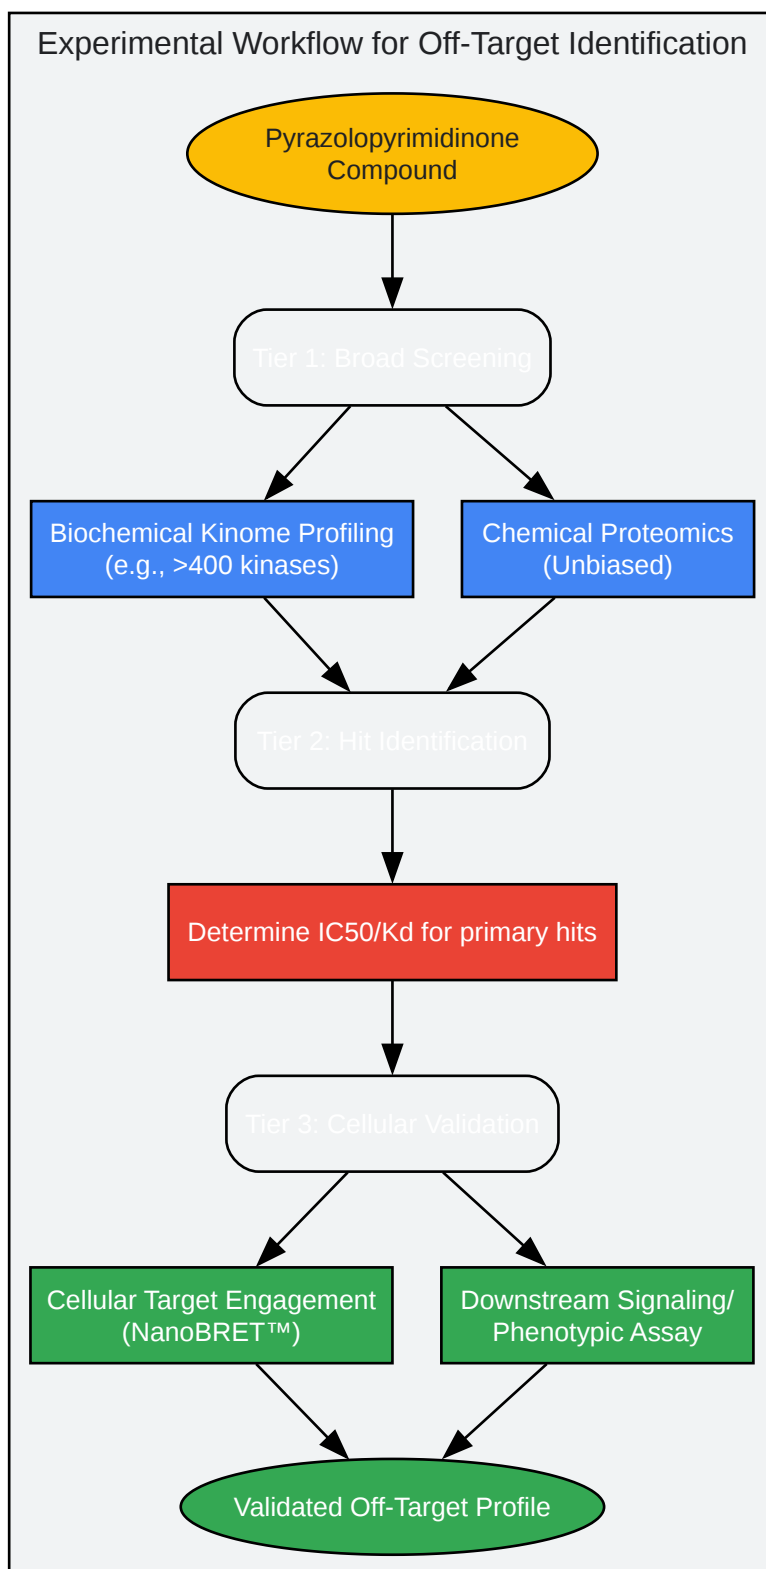 Experimental Workflow for Off-Target Identification
Pyrazolopyrimidinone
Compound
Tier 1: Broad Screening
Biochemical Kinome Profiling
(e.g., >400 kinases)
Chemical Proteomics
(Unbiased)
Tier 2: Hit Identification
Determine IC50/Kd for primary hits
Tier 3: Cellular Validation
Cellular Target Engagement
(NanoBRET™)
Downstream Signaling/
Phenotypic Assay
Validated Off-Target Profile